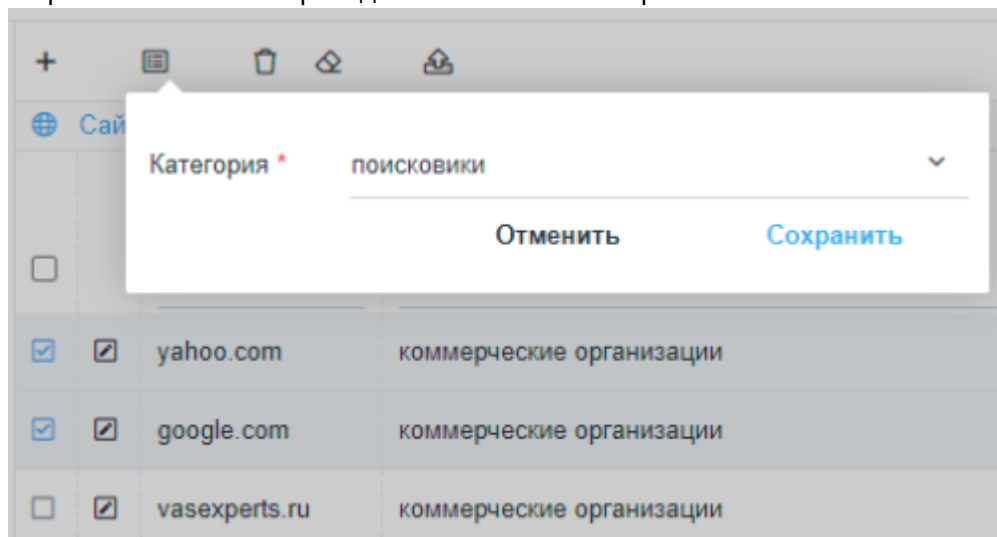 Сай
Категория * поисковики
Отменить Сохранить
yahoo.com коммерческие организации
google.com коммерческие организации
vasexperts.ru коммерческие организации